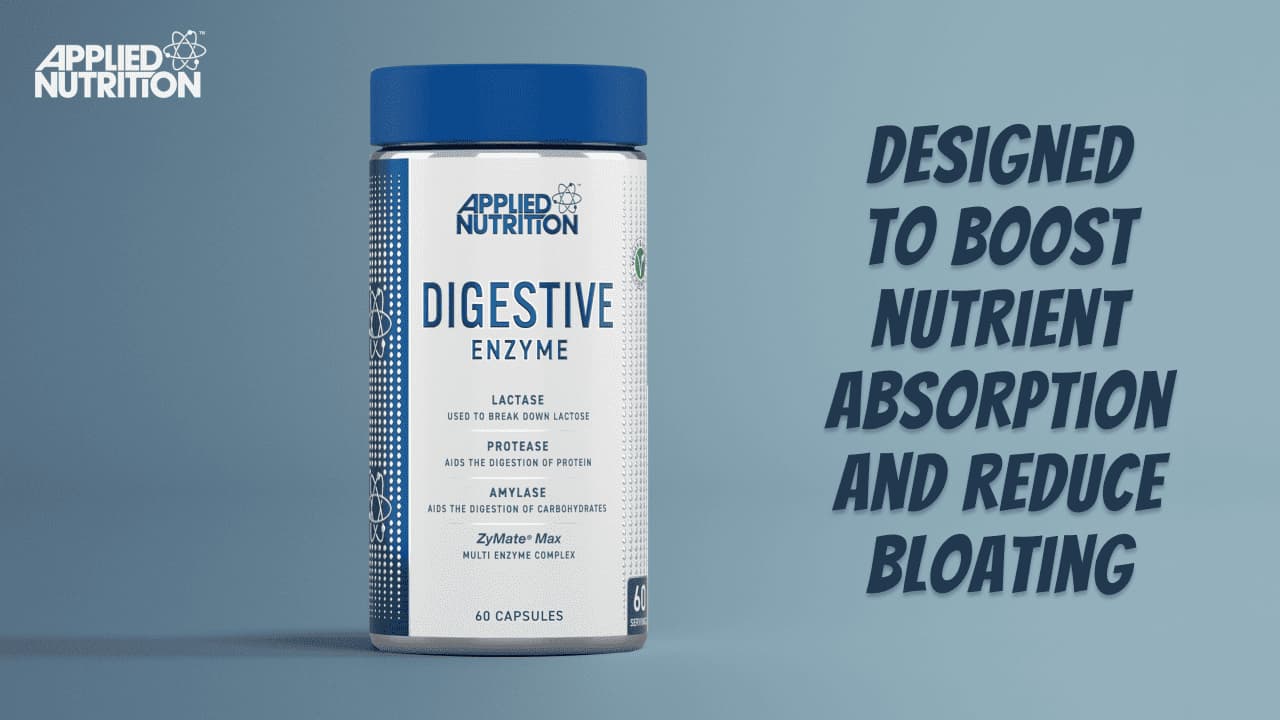 APPLIED
NUTRITION
TM
APPLIED
NUTRITION
DIGESTIVE
ENZYME
LACTASE
USED TO BREAK DOWN LACTOSE
PROTEASE
AIDS THE DIGESTION OF PROTEIN
AMYLASE
AIDS THE DIGESTION OF CARBOHYDRATES
ZyMate® Max
MULTI ENZYME COMPLEX
60 CAPSULES
60
DESIGNED
TO BOOST
NUTRIENT
ABSORPTION
AND REDUCE
BLOATING